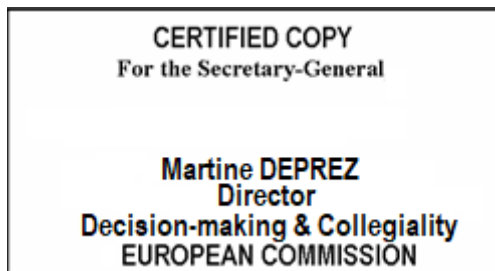 CERTIFIED COPY
For the Secretary-General
Martine DEPREZ
Director
Decision-making & Collegiality
EUROPEAN COMMISSION